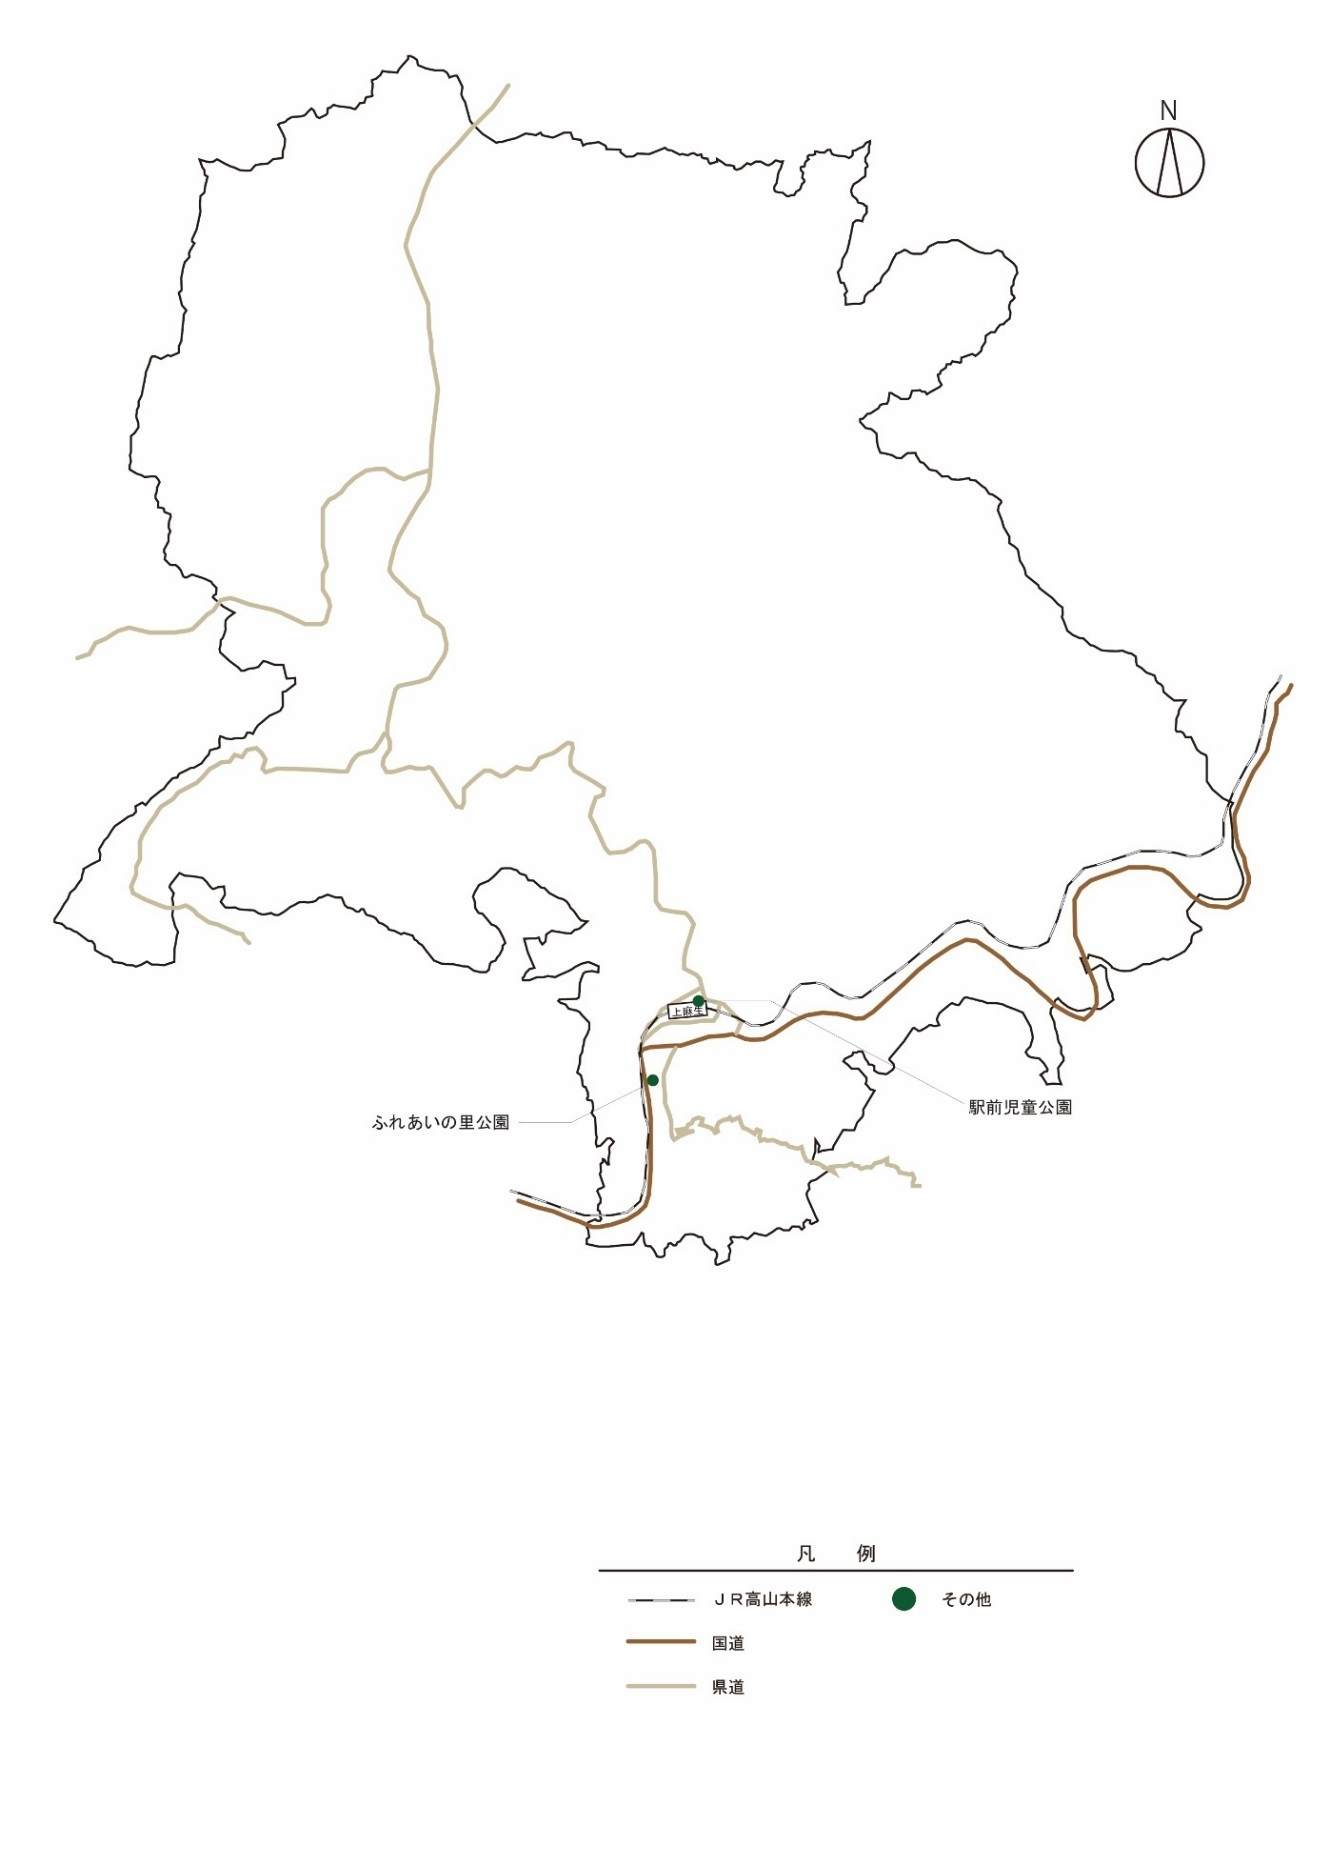 N
上麻生
駅前児童公園
ふれあいの里公園
凡　例
ＪＲ高山本線
その他
国道
県道